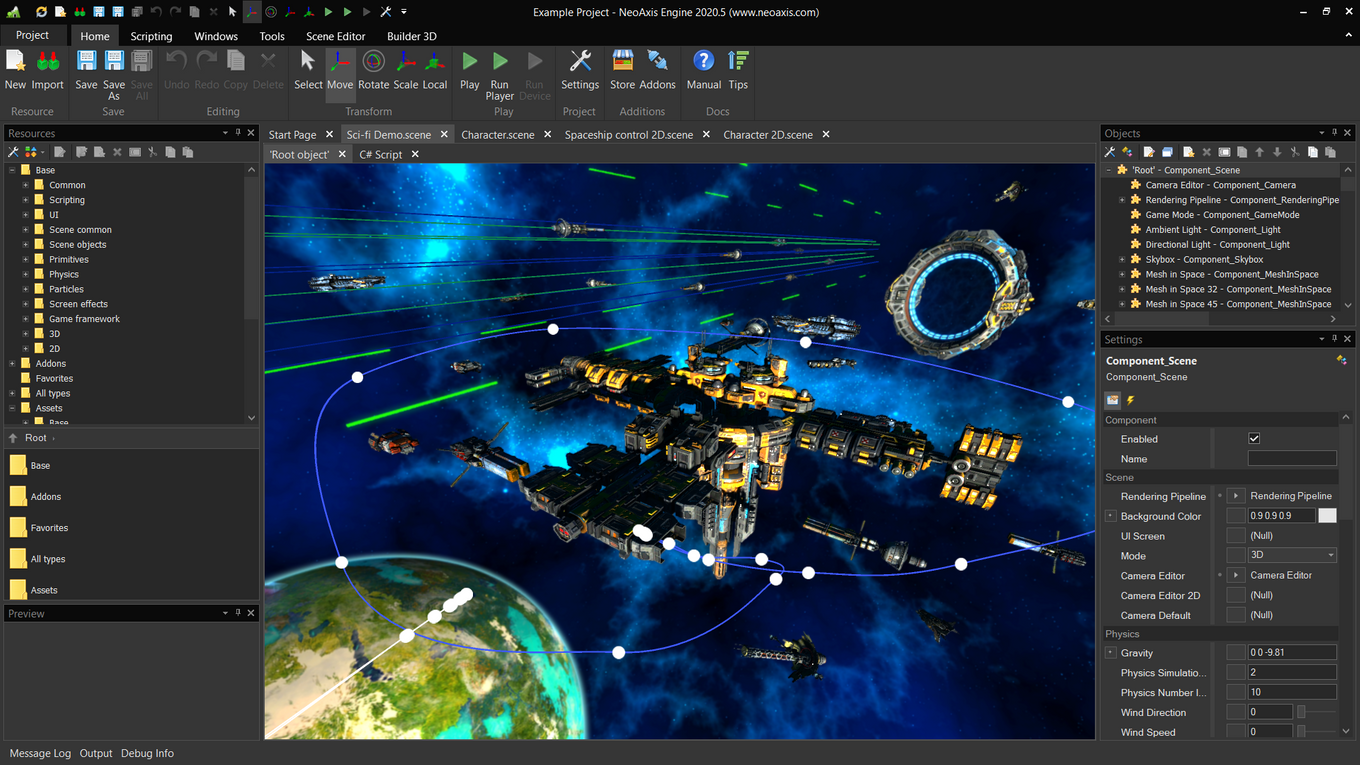 Example Project - NeoAxis Engine 2020.5 (www.neoaxis.com)
Project Home Scripting Windows Tools Scene Editor Builder 3D
New Import Save Save As Save All Undo Redo Copy Delete Select Move Rotate Scale Local Play Run Player Run Device Settings Store Addons Manual Tips
Resource Save Editing Transform Play Project Additions Docs
Resources
Base
Common
Scripting
UI
Scene common
Scene objects
Primitives
Physics
Particles
Screen effects
Game framework
3D
2D
Addons
Favorites
All types
Assets
Base
Root
Base
Addons
Favorites
All types
Assets
Preview
Start Page Sci-fi Demo.scene Character.scene Spaceship control 2D.scene Character 2D.scene
'Root object' C# Script
Objects
'Root' - Component_Scene
Camera Editor - Component_Camera
Rendering Pipeline - Component_RenderingPipe
Game Mode - Component_GameMode
Ambient Light - Component_Light
Directional Light - Component_Light
Skybox - Component_Skybox
Mesh in Space - Component_MeshInSpace
Mesh in Space 32 - Component_MeshInSpace
Mesh in Space 45 - Component_MeshInSpace
Settings
Component_Scene
Component_Scene
Component
Enabled
Name
Scene
Rendering Pipeline Rendering Pipeline
Background Color 0.9 0.9 0.9
UI Screen (Null)
Mode 3D
Camera Editor Camera Editor
Camera Editor 2D (Null)
Camera Default (Null)
Physics
Gravity 0 0 -9.81
Physics Simulatio... 2
Physics Number I... 10
Wind Direction 0
Wind Speed 0
Message Log Output Debug Info